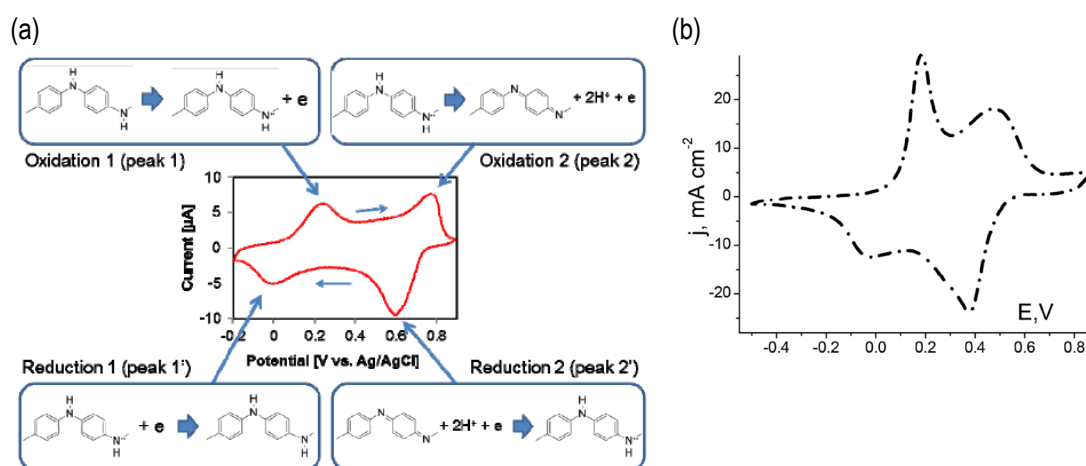 (a)
(b)
H
N
N
H
H
N
+ e
N
H
H
N
N
H
N
+ 2H⁺ + e
N
Oxidation 1 (peak 1)
Oxidation 2 (peak 2)
10
5
0
-5
-10
Current [µA]
-0.2 0 0.2 0.4 0.6 0.8
Potential [V vs. Ag/AgCl]
Reduction 1 (peak 1')
Reduction 2 (peak 2')
H
N
+ e
N
H
H
N
N
H
N
+ 2H⁺ + e
N
H
N
N
H
20
10
0
-10
-20
j, mA cm⁻²
E,V
-0.4 -0.2 0.0 0.2 0.4 0.6 0.8